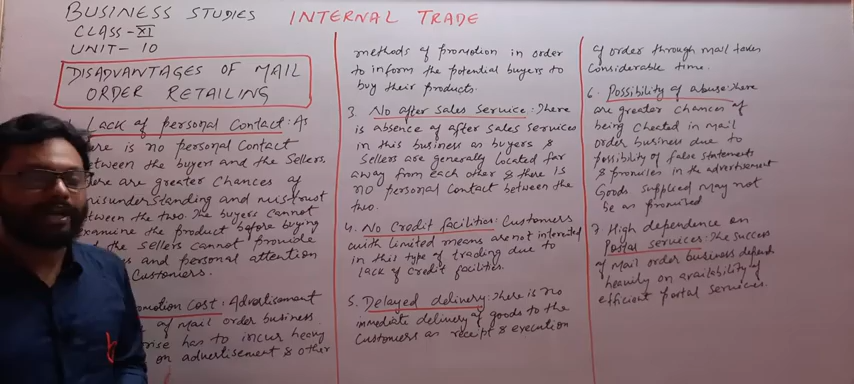 BUSINESS STUDIES
INTERNAL TRADE
CLASS-XI
UNIT-10
DISADVANTAGES OF MAIL
ORDER RETAILING
Lack of personal Contact: As
there is no personal Contact
between the buyers and the Sellers.
there are greater Chances of
misunderstanding and mistrust
between the two. The buyers cannot
examine the product before buying
the sellers cannot provide
and personal attention
Customers.
promotion Cost: Advertisement
of Mail order business
has to incur heavy
on advertisement & other
methods of promotion in order
to inform the potential buyers to
buy their products.
3. No after sales service: There
is absence of after sales services
in this business as buyers &
sellers are generally located far
away from each other & there is
no personal contact between the
two.
4. No Credit facilities: Customers
with limited means are not interested
in this type of trading due to
lack of credit facilities.
5. Delayed delivery: There is no
immediate delivery of goods to the
Customers as receipt & execution
of order through mail takes
Considerable time.
6. Possibility of abuse: There
are greater Chances of
being Cheated in mail
order business due to
possibility of false statements
& promises in the advertisement
Goods supplied may not
be as promised
7. High dependence on
Postal services: The success
of Mail order business depends
heavily on availability of
efficient postal services.